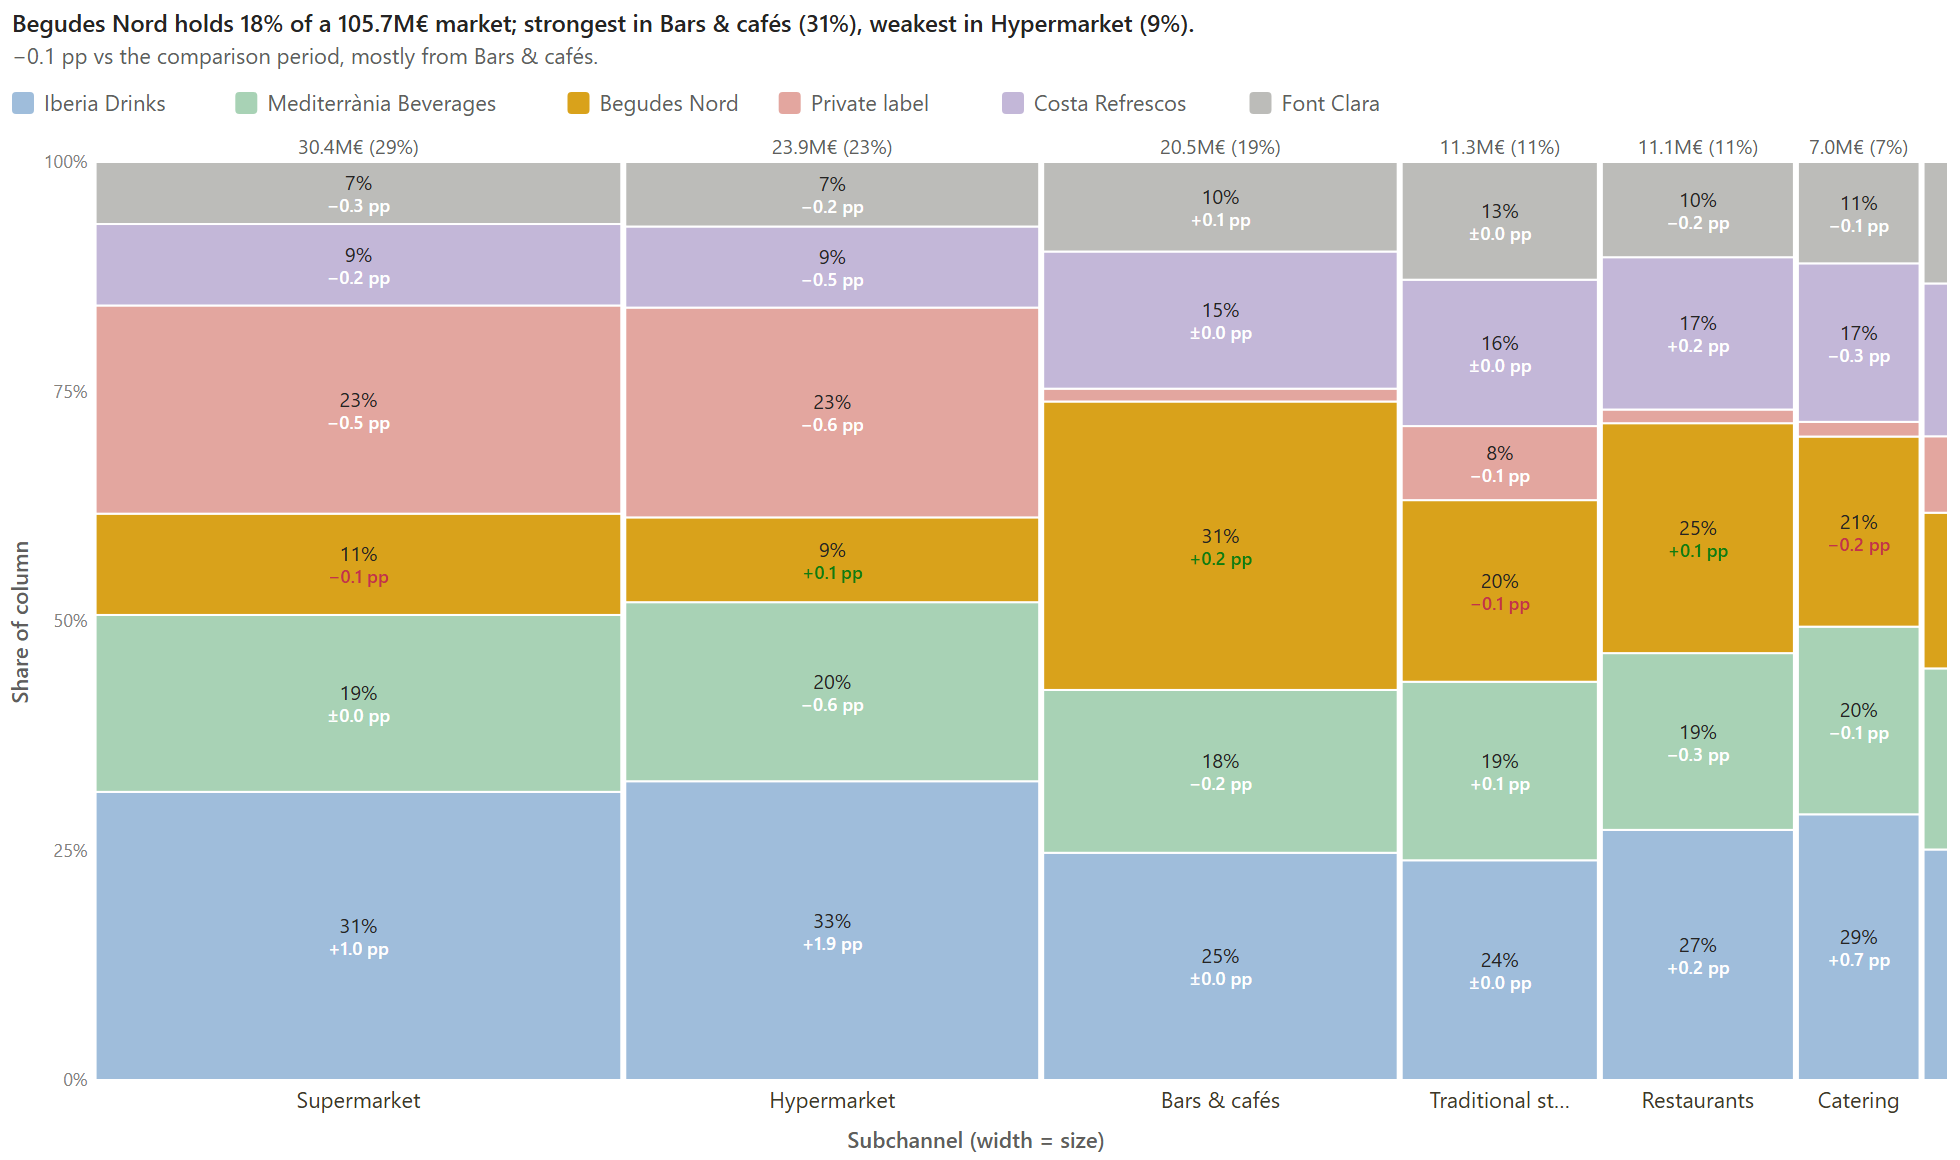 Begudes Nord holds 18% of a 105.7M€ market; strongest in Bars & cafés (31%), weakest in Hypermarket (9%).
−0.1 pp vs the comparison period, mostly from Bars & cafés.
Iberia Drinks
Mediterrània Beverages
Begudes Nord
Private label
Costa Refrescos
Font Clara
30.4M€ (29%)
23.9M€ (23%)
20.5M€ (19%)
11.3M€ (11%)
11.1M€ (11%)
7.0M€ (7%)
100%
75%
50%
25%
0%
Share of column
7%
−0.3 pp
9%
−0.2 pp
23%
−0.5 pp
11%
−0.1 pp
19%
±0.0 pp
31%
+1.0 pp
7%
−0.2 pp
9%
−0.5 pp
23%
−0.6 pp
9%
+0.1 pp
20%
−0.6 pp
33%
+1.9 pp
10%
+0.1 pp
15%
±0.0 pp
31%
+0.2 pp
18%
−0.2 pp
25%
±0.0 pp
13%
±0.0 pp
16%
±0.0 pp
8%
−0.1 pp
20%
−0.1 pp
19%
+0.1 pp
24%
±0.0 pp
10%
−0.2 pp
17%
+0.2 pp
25%
+0.1 pp
19%
−0.3 pp
27%
+0.2 pp
11%
−0.1 pp
17%
−0.3 pp
21%
−0.2 pp
20%
−0.1 pp
29%
+0.7 pp
Supermarket
Hypermarket
Bars & cafés
Traditional st...
Restaurants
Catering
Subchannel (width = size)